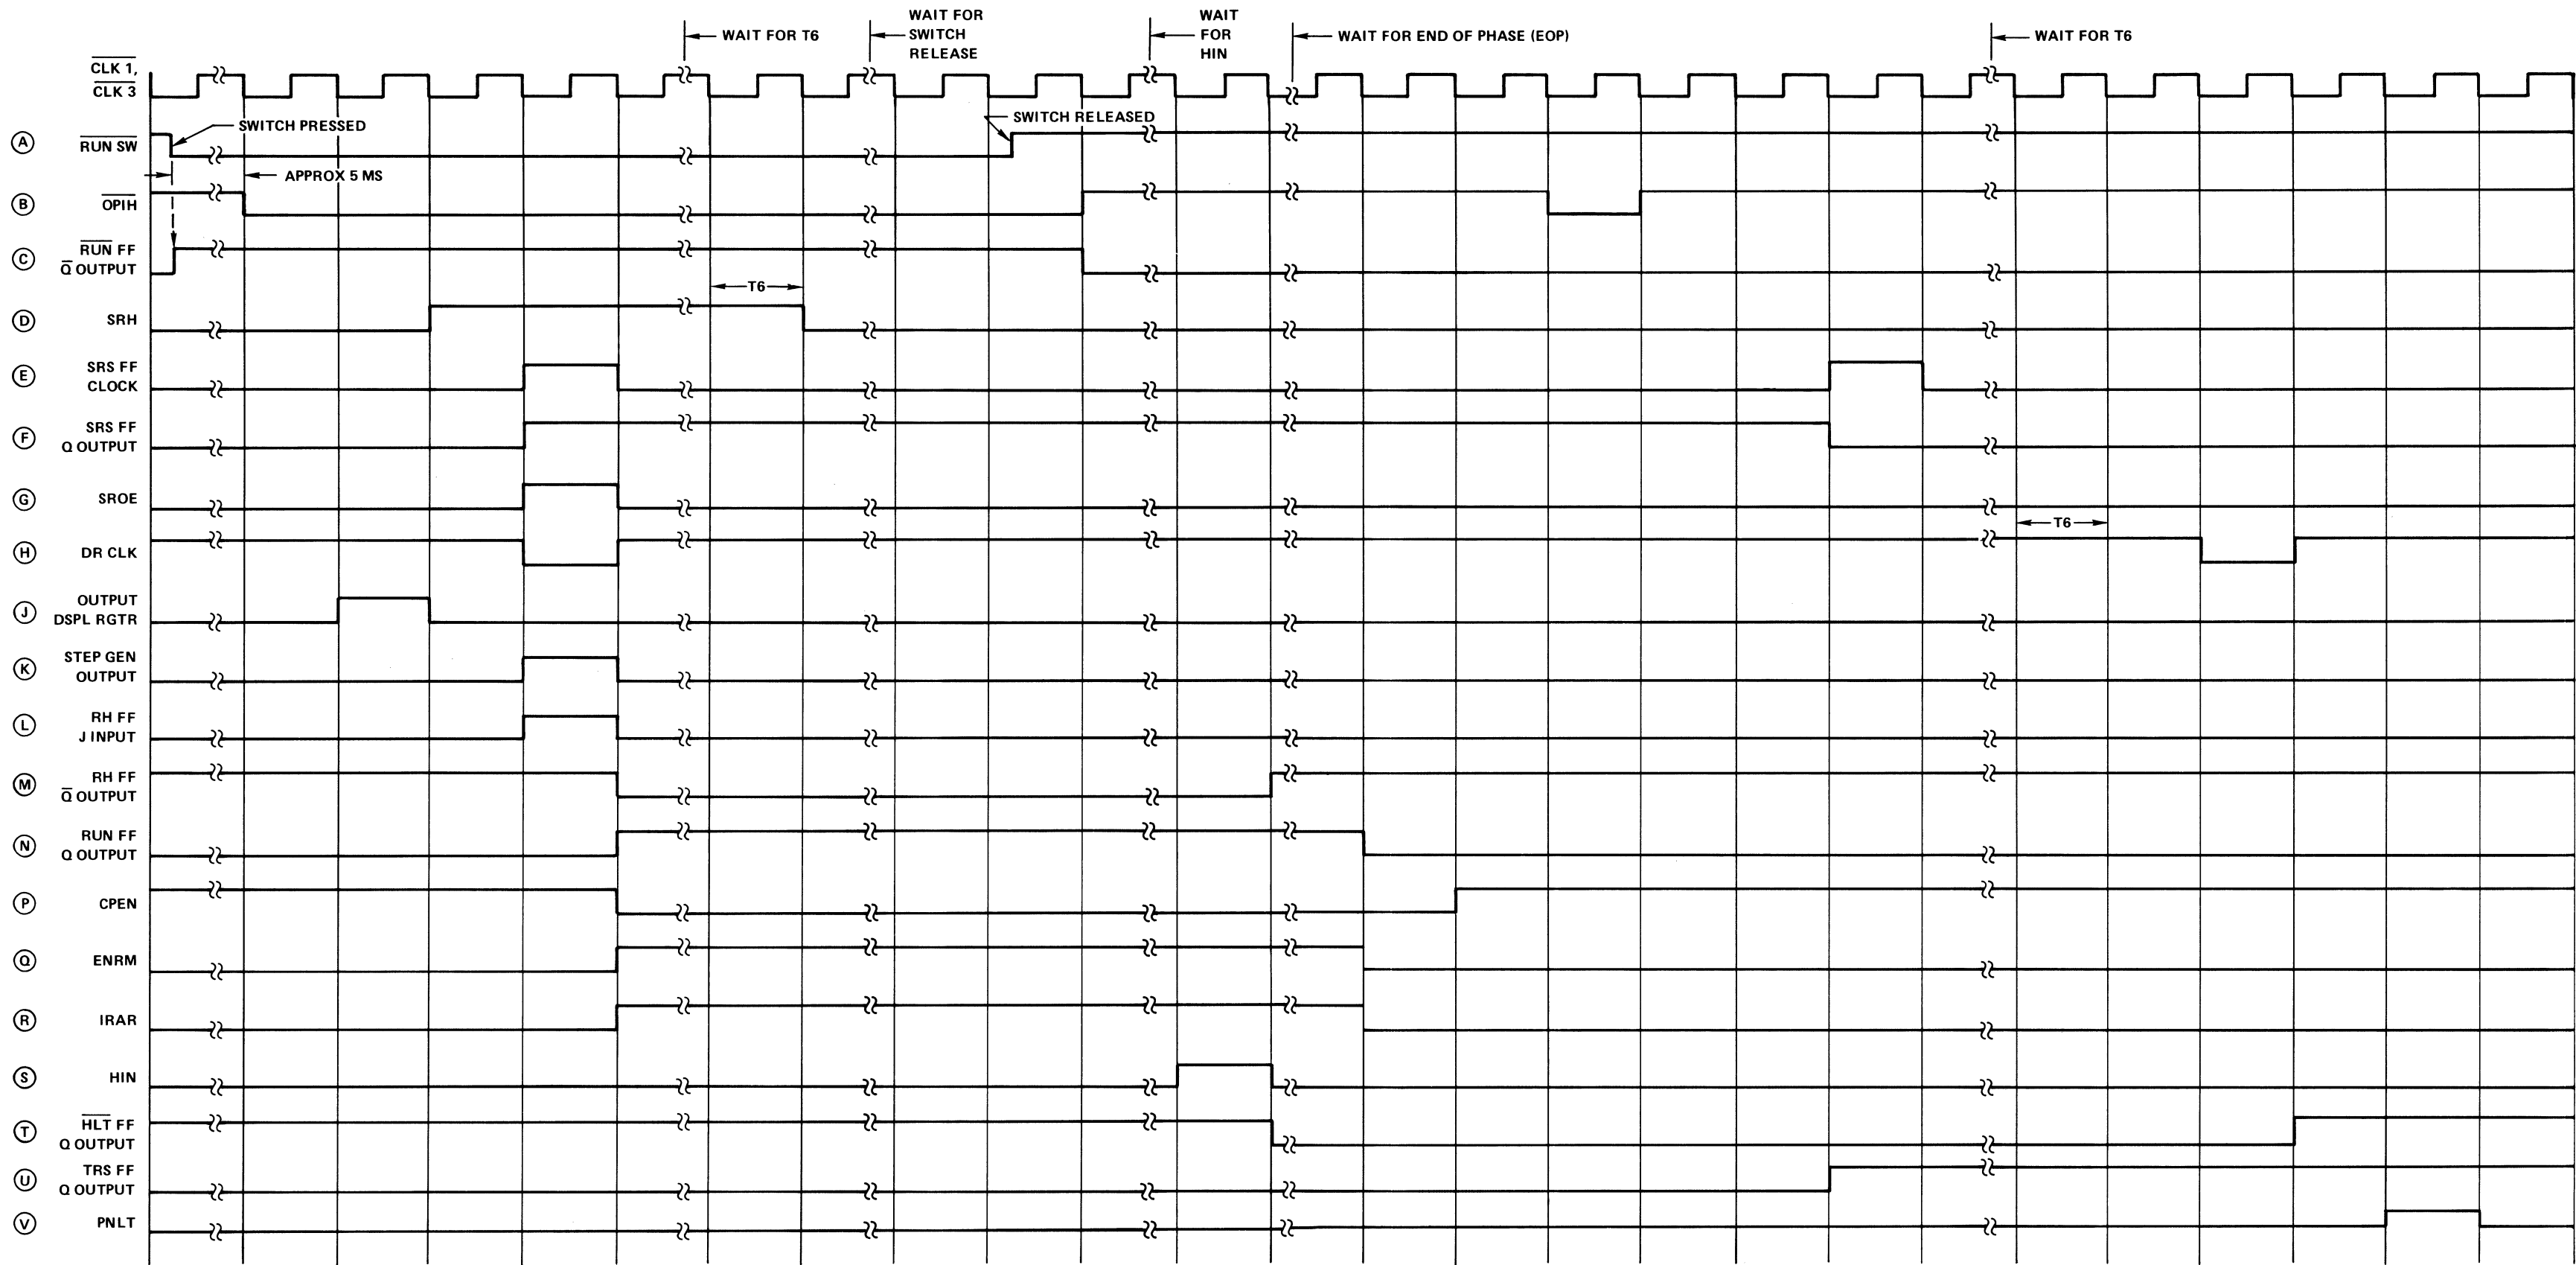 WAIT FOR T6
WAIT FOR
SWITCH
RELEASE
WAIT
FOR
HIN
WAIT FOR END OF PHASE (EOP)
WAIT FOR T6
CLK 1,
CLK 3
SWITCH PRESSED
SWITCH RELEASED
A RUN SW
APPROX 5 MS
B OPIH
C RUN FF
Q OUTPUT
T6
D SRH
E SRS FF
CLOCK
F SRS FF
Q OUTPUT
G SROE
T6
H DR CLK
J OUTPUT
DSPL RGTR
K STEP GEN
OUTPUT
L RH FF
J INPUT
M RH FF
Q OUTPUT
N RUN FF
Q OUTPUT
P CPEN
Q ENRM
R IRAR
S HIN
T HLT FF
Q OUTPUT
U TRS FF
Q OUTPUT
V PNLT